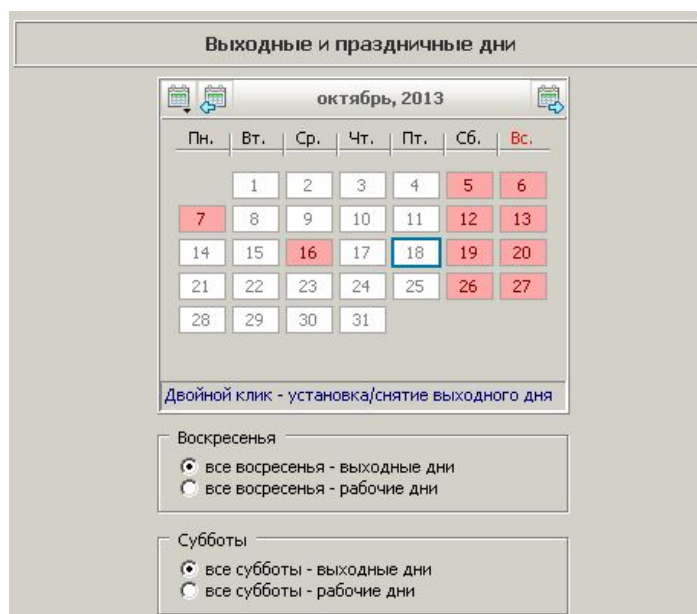 Выходные и праздничные дни
октябрь, 2013
Пн. Вт. Ср. Чт. Пт. Сб. Вс.
1 2 3 4 5 6
7 8 9 10 11 12 13
14 15 16 17 18 19 20
21 22 23 24 25 26 27
28 29 30 31
Двойной клик - установка/снятие выходного дня
Воскресенья
все восресенья - выходные дни
все восресенья - рабочие дни
Субботы
все субботы - выходные дни
все субботы - рабочие дни